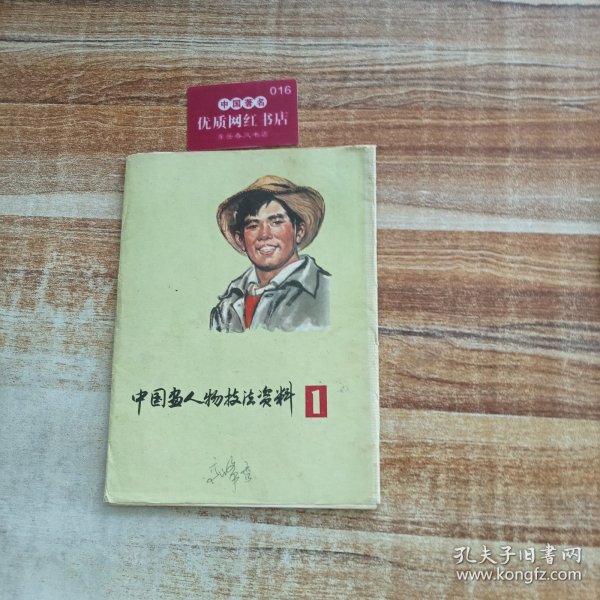 016
中国著名
优质网红书店
中国画人物技法资料 1
孔夫子旧书网
www.kongfz.com